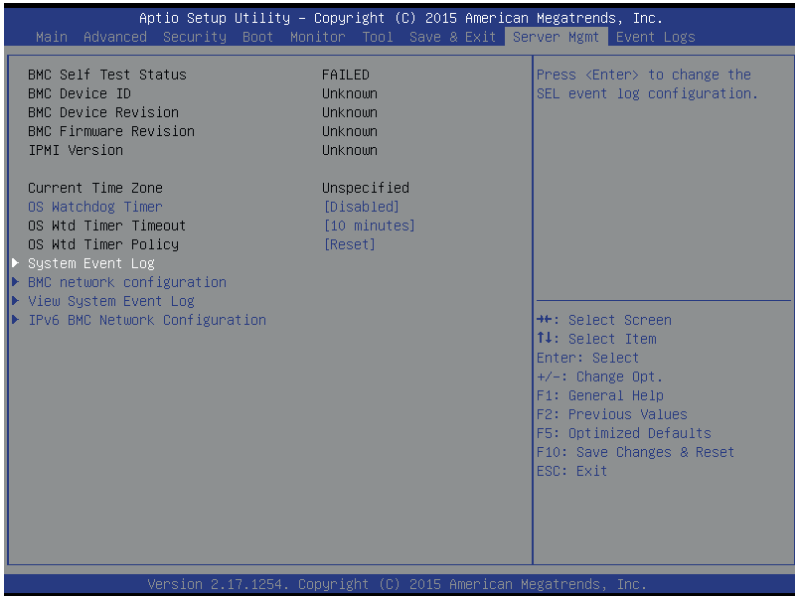 Aptio Setup Utility – Copyright (C) 2015 American Megatrends, Inc.
Main Advanced Security Boot Monitor Tool Save & Exit Server Mgmt Event Logs
BMC Self Test Status FAILED
BMC Device ID Unknown
BMC Device Revision Unknown
BMC Firmware Revision Unknown
IPMI Version Unknown
Current Time Zone Unspecified
OS Watchdog Timer [Disabled]
OS Wtd Timer Timeout [10 minutes]
OS Wtd Timer Policy [Reset]
System Event Log
BMC network configuration
View System Event Log
IPv6 BMC Network Configuration
Press <Enter> to change the
SEL event log configuration.
→←: Select Screen
↑↓: Select Item
Enter: Select
+/-: Change Opt.
F1: General Help
F2: Previous Values
F5: Optimized Defaults
F10: Save Changes & Reset
ESC: Exit
Version 2.17.1254. Copyright (C) 2015 American Megatrends, Inc.